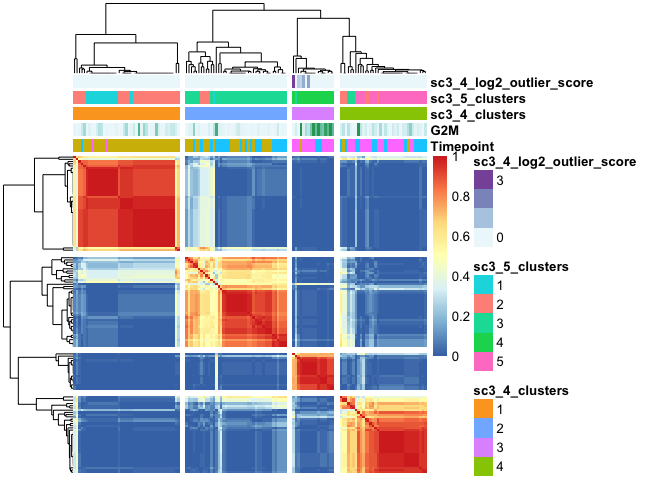 sc3_4_log2_outlier_score
sc3_5_clusters
sc3_4_clusters
G2M
Timepoint
1
0.8
0.6
0.4
0.2
0
sc3_4_log2_outlier_score
3
0
sc3_5_clusters
1
2
3
4
5
sc3_4_clusters
1
2
3
4